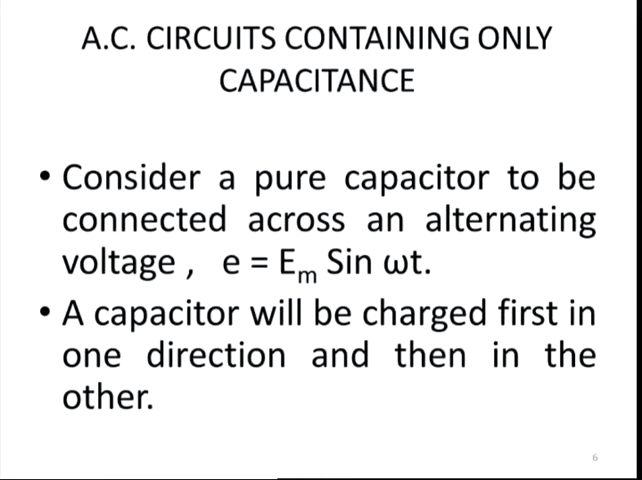 A.C. CIRCUITS CONTAINING ONLY
CAPACITANCE
• Consider a pure capacitor to be
connected across an alternating
voltage , e = Eₘ Sin ωt.
• A capacitor will be charged first in
one direction and then in the
other.
6